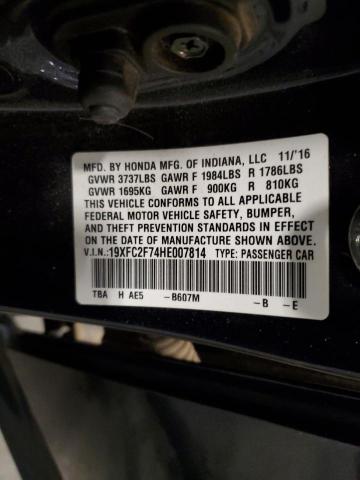 MFD. BY HONDA MFG. OF INDIANA, LLC 11/'16
GVWR 3737LBS GAWR F 1984LBS R 1786LBS
GVWR 1695KG GAWR F 900KG R 810KG
THIS VEHICLE CONFORMS TO ALL APPLICABLE
FEDERAL MOTOR VEHICLE SAFETY, BUMPER,
AND THEFT PREVENTION STANDARDS IN EFFECT
ON THE DATE OF MANUFACTURE SHOWN ABOVE.
V.I.N.: 19XFC2F74HE007814 TYPE: PASSENGER CAR
TBA H AE5 -B607M -B -E